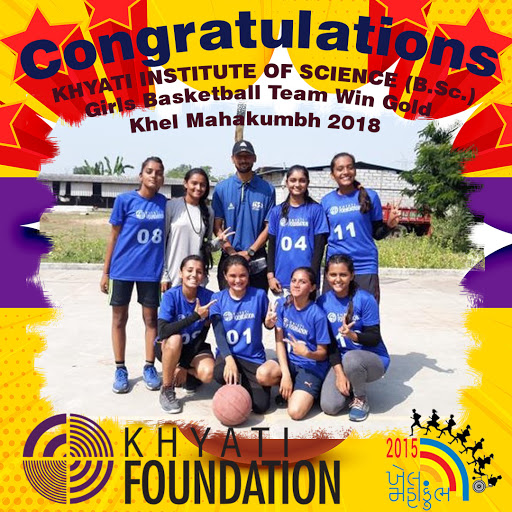 Congratulations
KHYATI INSTITUTE OF SCIENCE (B.Sc.)
Girls Basketball Team Win Gold
Khel Mahakumbh 2018
08
04
11
01
KHYATI
FOUNDATION
2015
ખેલ
મહાકુંભ